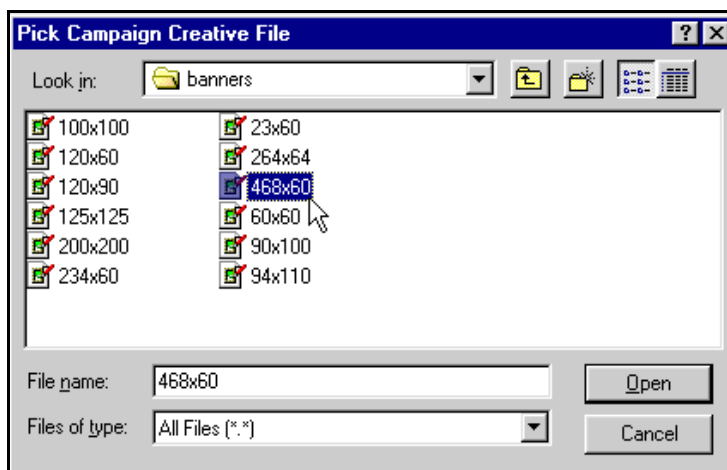 Pick Campaign Creative File
Look in: banners
100x100 23x60
120x60 264x64
120x90 468x60
125x125 60x60
200x200 90x100
234x60 94x110
File name: 468x60 Open
Files of type: All Files (*.*) Cancel